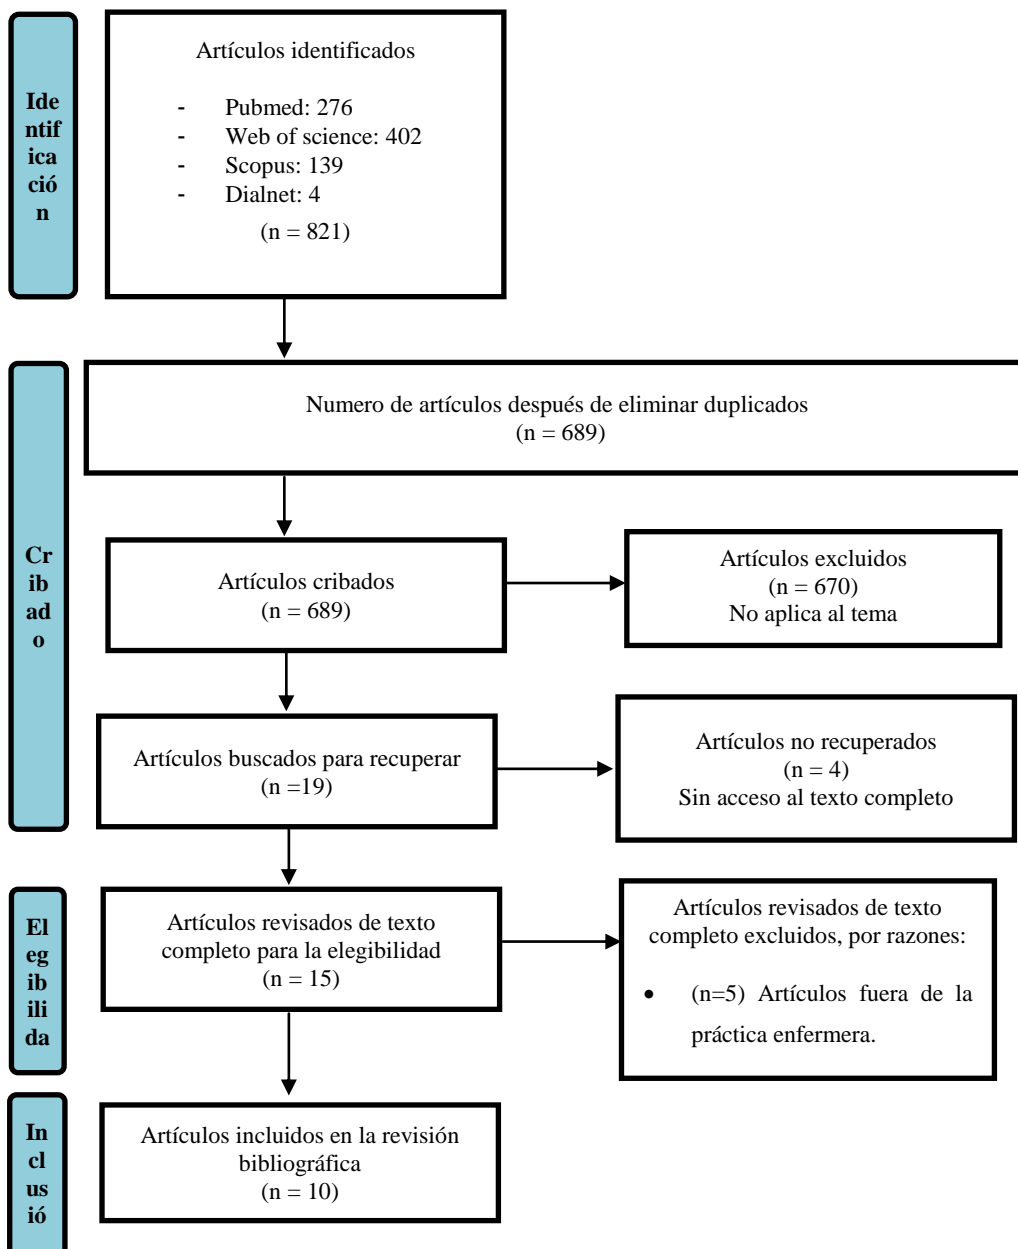 Ide
ntif
ica
ció
n
Artículos identificados
- Pubmed: 276
- Web of science: 402
- Scopus: 139
- Dialnet: 4
(n = 821)
Cr
ib
ad
o
Numero de artículos después de eliminar duplicados
(n = 689)
Artículos cribados
(n = 689)
Artículos excluidos
(n = 670)
No aplica al tema
Artículos buscados para recuperar
(n =19)
Artículos no recuperados
(n = 4)
Sin acceso al texto completo
El
eg
ib
ili
da
Artículos revisados de texto
completo para la elegibilidad
(n = 15)
Artículos revisados de texto
completo excluidos, por razones:
• (n=5) Artículos fuera de la
práctica enfermera.
In
cl
us
ió
Artículos incluidos en la revisión
bibliográfica
(n = 10)